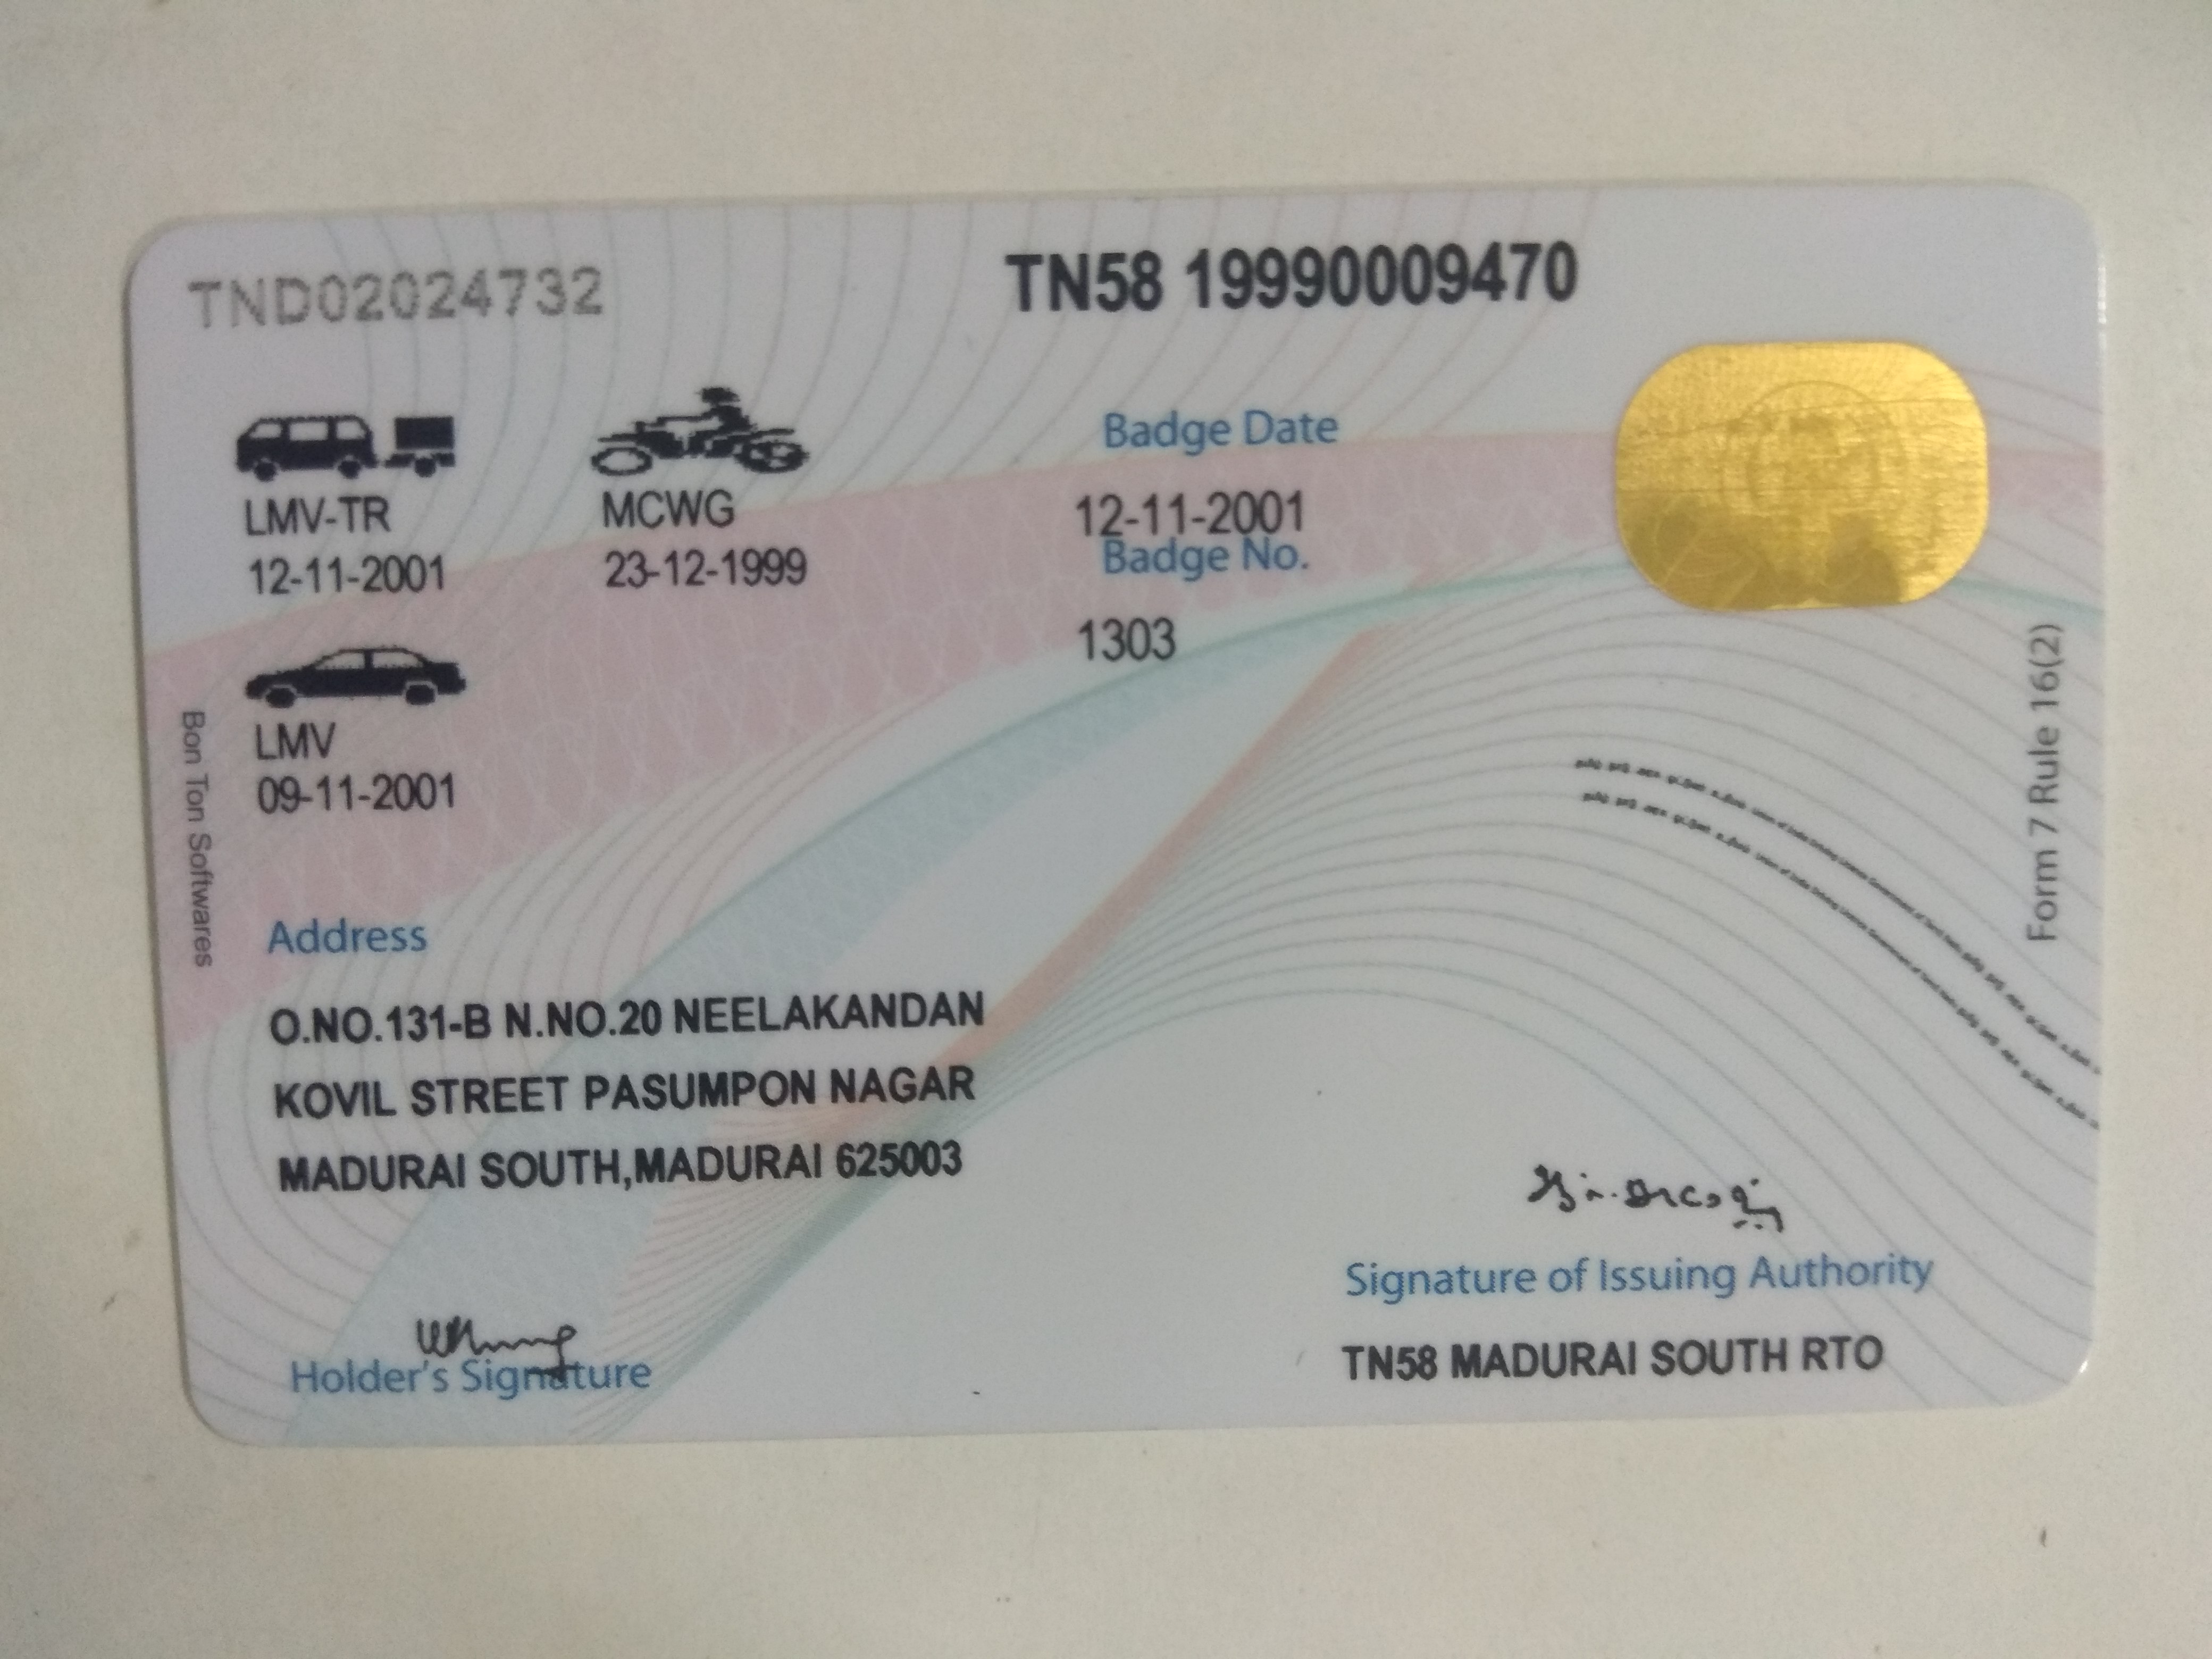 TND02024732
TN58 19990009470
LMV-TR
12-11-2001
MCWG
23-12-1999
Badge Date
12-11-2001
Badge No.
1303
LMV
09-11-2001
Bon Ton Softwares
Form 7 Rule 16(2)
Address
O.NO.131-B N.NO.20 NEELAKANDAN
KOVIL STREET PASUMPON NAGAR
MADURAI SOUTH,MADURAI 625003
Holder's Signature
Signature of Issuing Authority
TN58 MADURAI SOUTH RTO